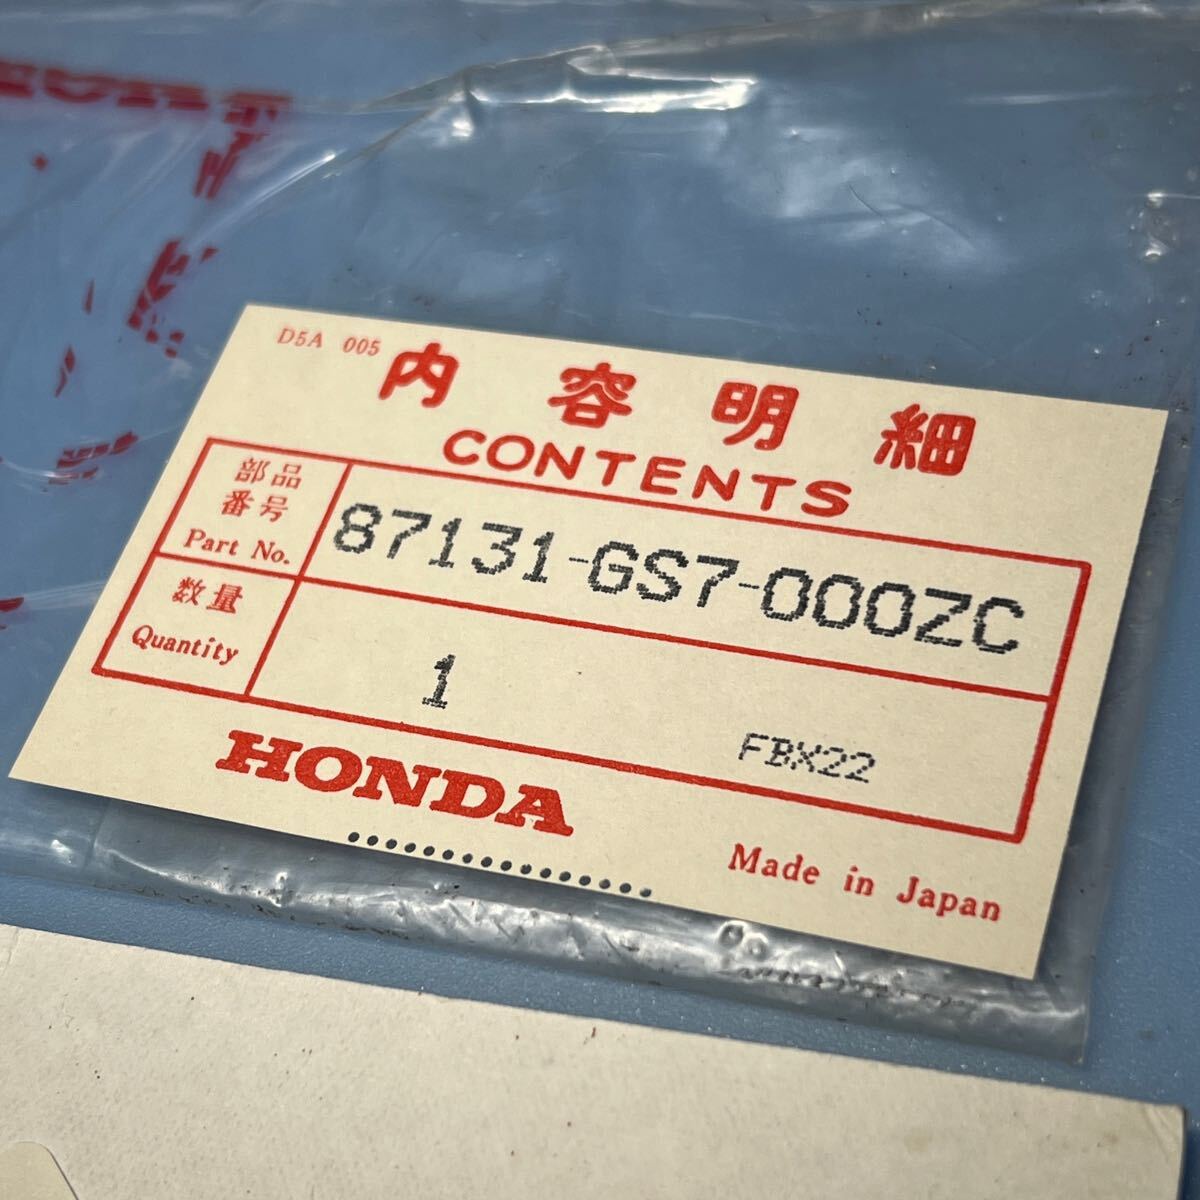 D5A 005
内容明細
CONTENTS
部品
番号
Part No.
87131-GS7-000ZC
数量
Quantity
1
FBX22
HONDA
Made in Japan